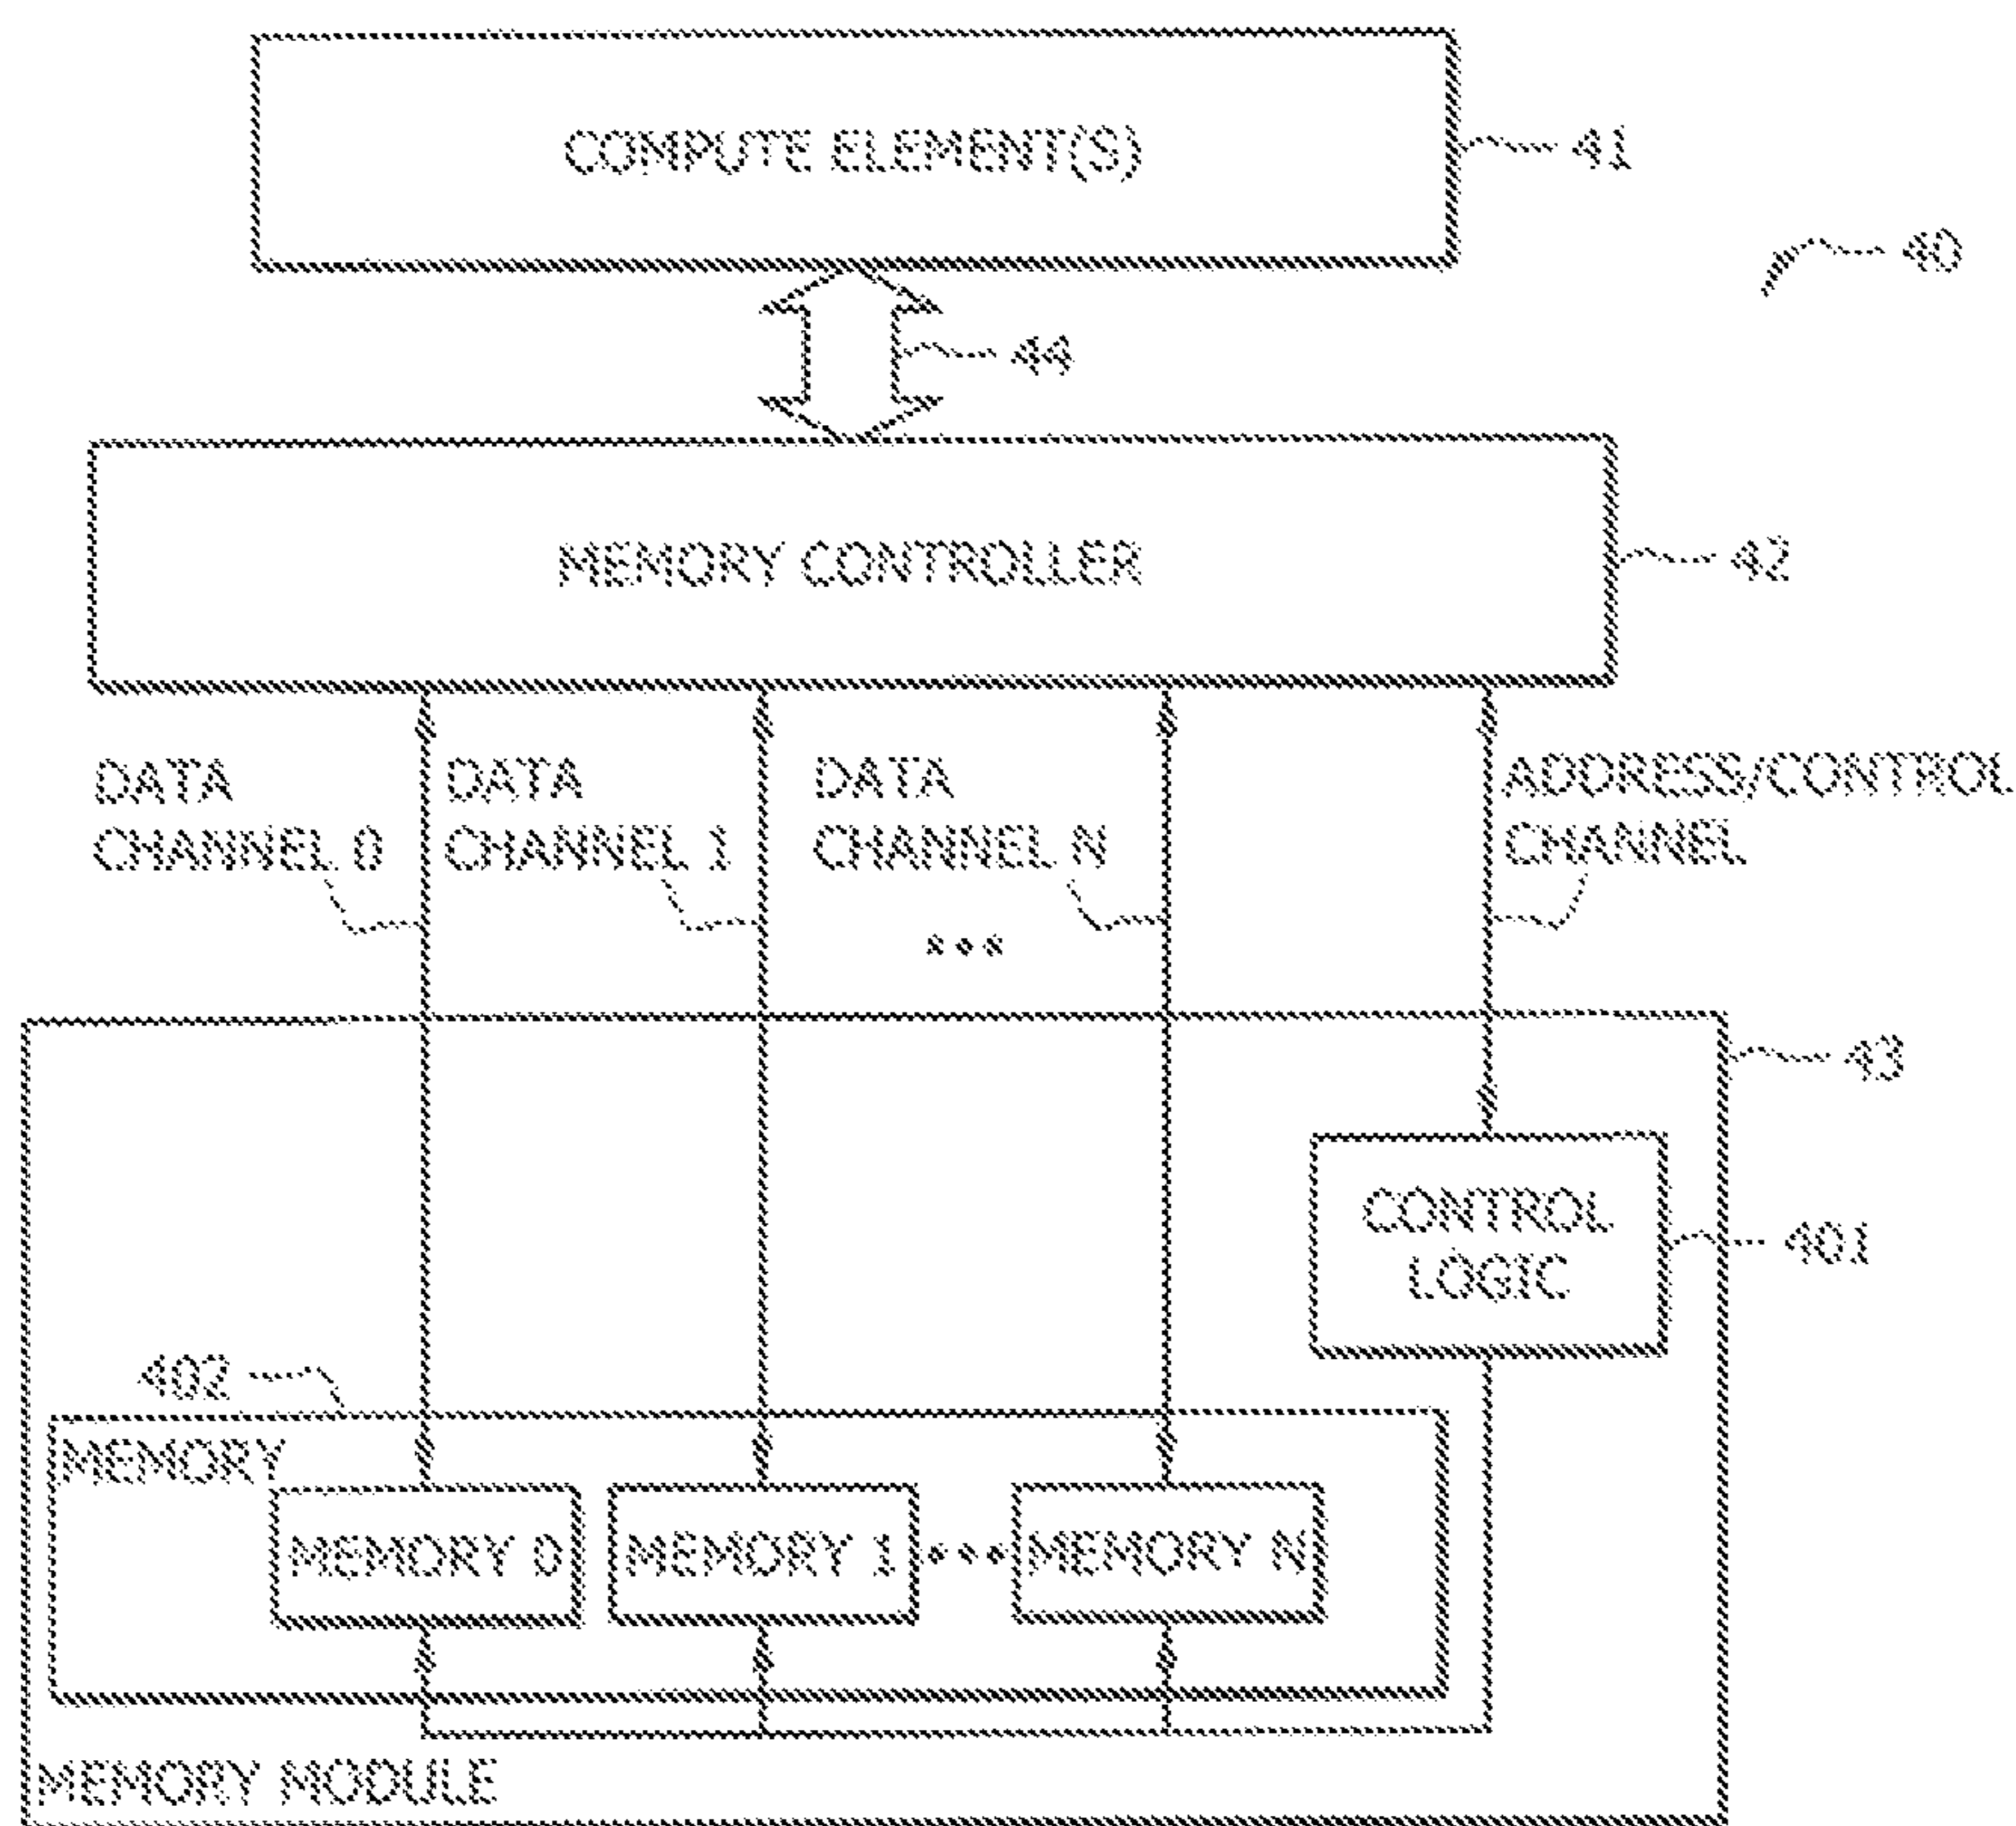 COMPUTE ELEMENT(S)
41
40
44
MEMORY CONTROLLER
42
DATA
CHANNEL 0
DATA
CHANNEL 1
DATA
CHANNEL N
ADDRESS/CONTROL
CHANNEL
43
CONTROL
LOGIC
401
402
MEMORY
MEMORY 0
MEMORY 1
MEMORY N
MEMORY MODULE